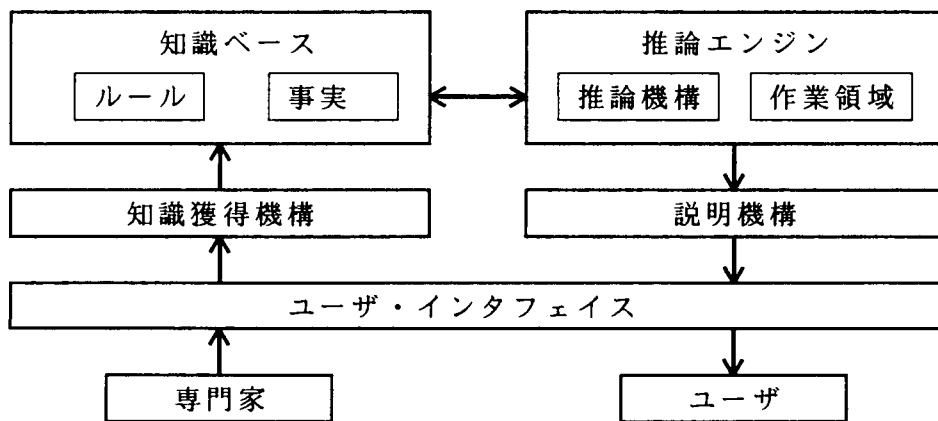 知識ベース
推論エンジン
ルール
事実
推論機構
作業領域
知識獲得機構
説明機構
ユーザ・インタフェイス
専門家
ユーザ